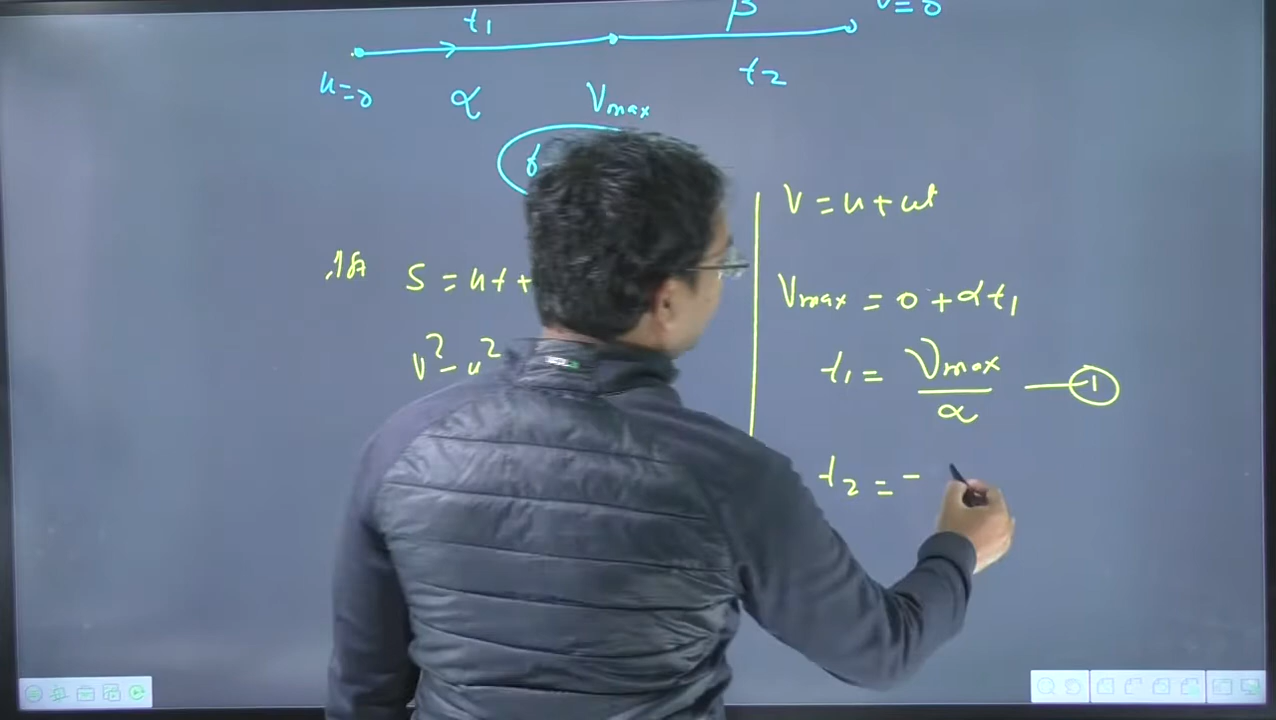 t₁ β v=0
u=0 α Vmax t₂
V = u + at
S = ut +
Vmax = 0 + αt₁
v² - u²
t₁ = Vmax/α — ①
t₂ = -